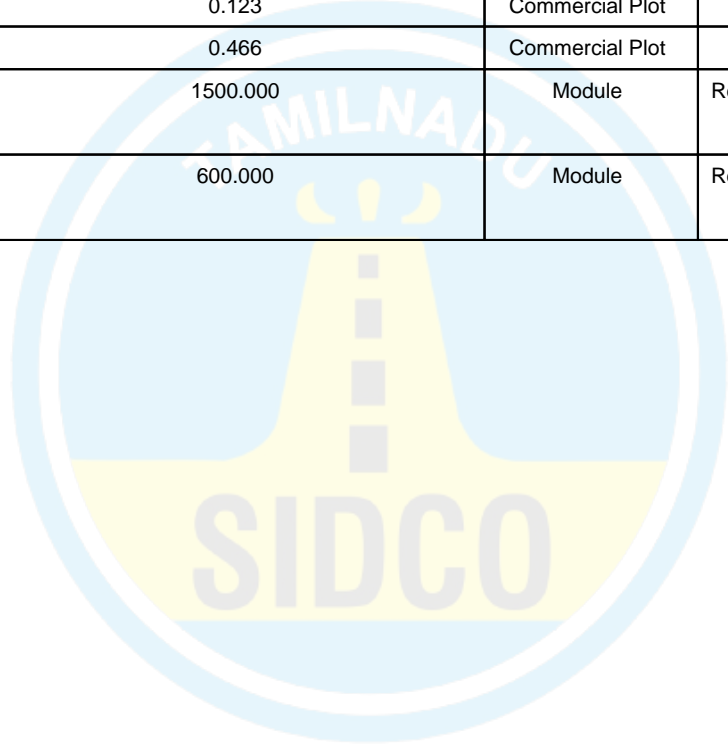 0.123 Commercial Plot
0.466 Commercial Plot
1500.000 Module
600.000 Module
TAMILNADU
SIDCO